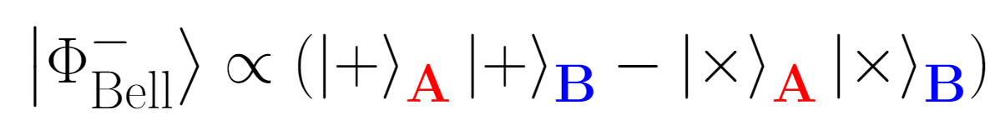 |Φ⁻_Bell⟩ ∝ (|+⟩_A |+⟩_B − |×⟩_A |×⟩_B)